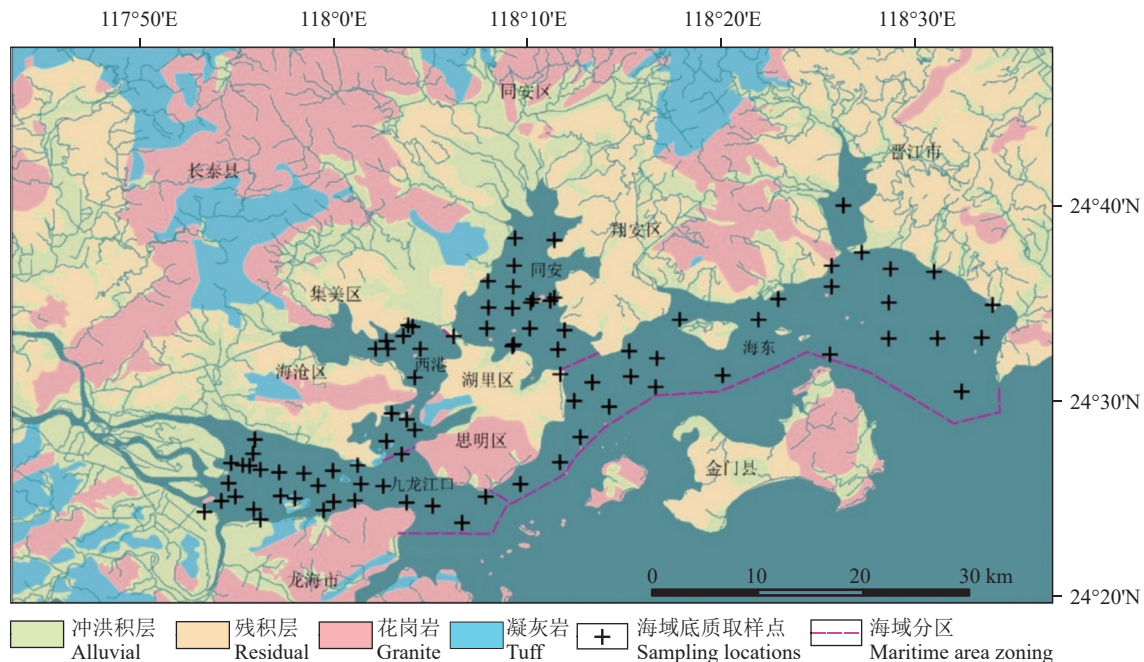 117°50'E 118°0'E 118°10'E 118°20'E 118°30'E
同安区
晋江市
长泰县
24°40'N
翔安区
同安
集美区
海东
西港
海沧区
湖里区
24°30'N
思明区
金门县
九龙江口
龙海市
0 10 20 30 km
24°20'N
冲洪积层 残积层 花岗岩 凝灰岩 海域底质取样点 海域分区
Alluvial Residual Granite Tuff Sampling locations Maritime area zoning